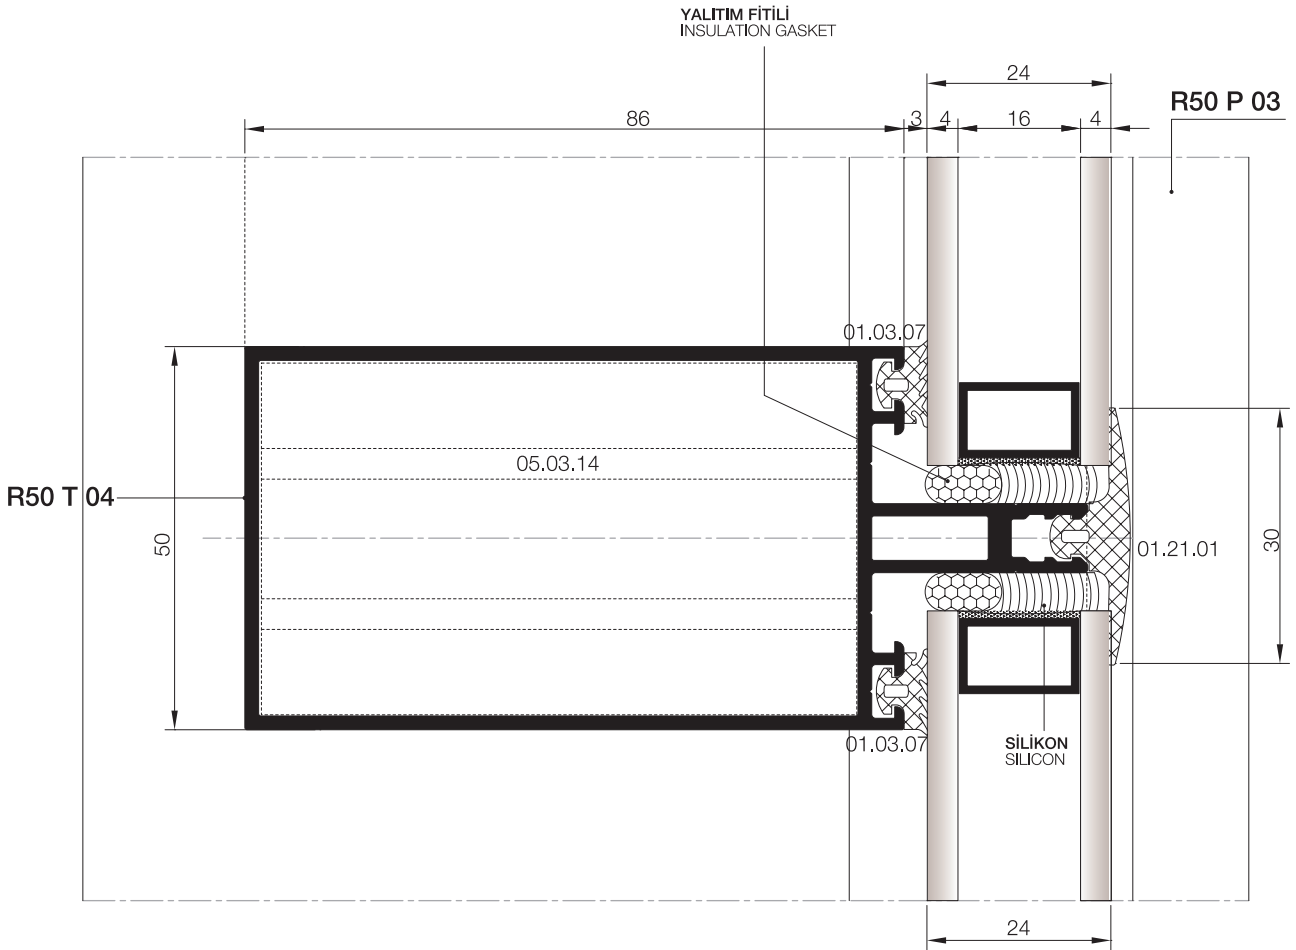 YALITIM FİTİLİ
INSULATION GASKET
24
R50 P 03
86
3
4
16
4
01.03.07
05.03.14
R50 T 04
50
01.21.01
30
01.03.07
SİLİKON
SILICON
24